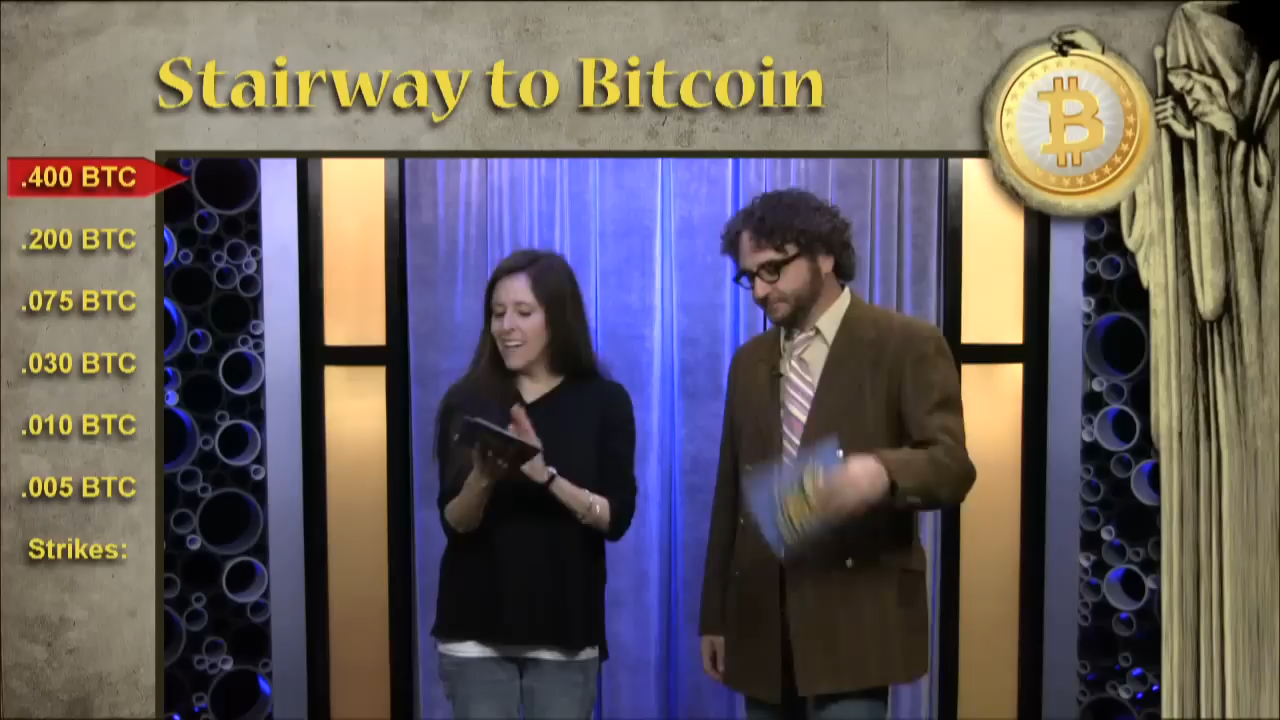 Stairway to Bitcoin
.400 BTC
.200 BTC
.075 BTC
.030 BTC
.010 BTC
.005 BTC
Strikes: